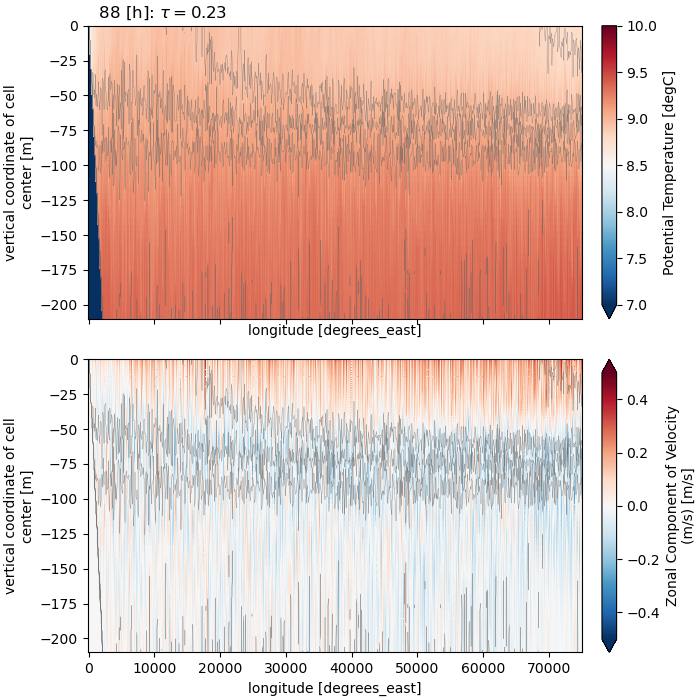 88 [h]: τ = 0.23
0
−25
−50
−75
−100
−125
−150
−175
−200
vertical coordinate of cell
center [m]
longitude [degrees_east]
10.0
9.5
9.0
8.5
8.0
7.5
7.0
Potential Temperature [degC]
0
−25
−50
−75
−100
−125
−150
−175
−200
vertical coordinate of cell
center [m]
0 10000 20000 30000 40000 50000 60000 70000
longitude [degrees_east]
0.4
0.2
0.0
−0.2
−0.4
Zonal Component of Velocity
(m/s) [m/s]